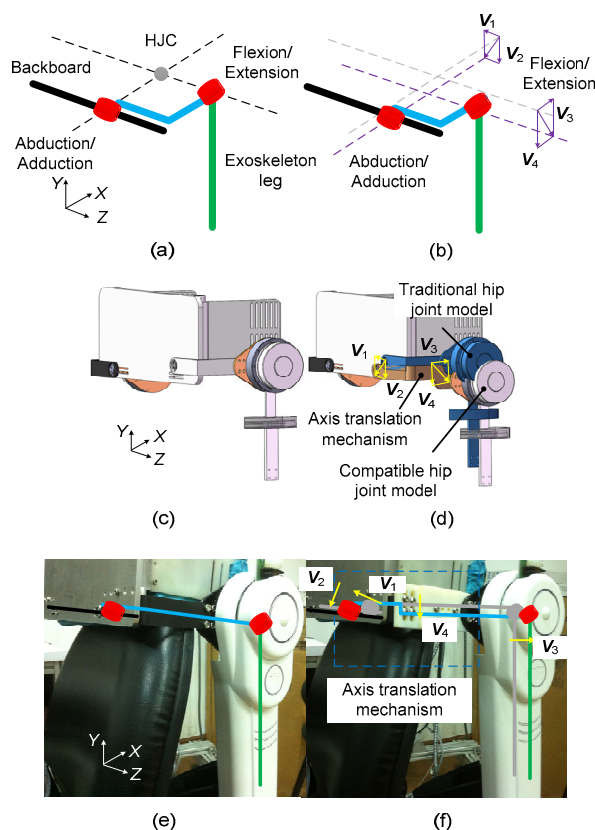 HJC
Flexion/
Extension
Backboard
Abduction/
Adduction
Exoskeleton
leg
Y
X
Z
(a)
V1
V2
Flexion/
Extension
V3
V4
Abduction/
Adduction
(b)
Y
X
Z
(c)
Traditional hip
joint model
V1
V3
V2
V4
Axis translation
mechanism
Compatible hip
joint model
(d)
Y
X
Z
(e)
V2
V1
V4
V3
Axis translation
mechanism
(f)